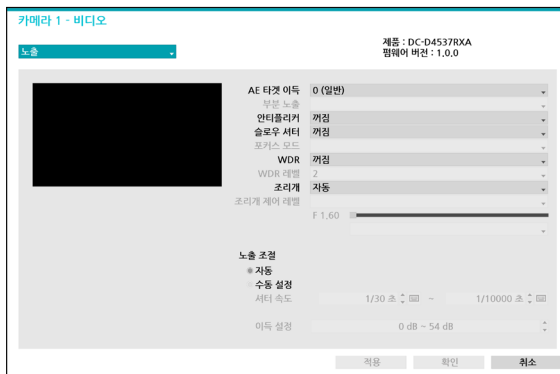 카메라 1 - 비디오
제품 : DC-D4537RXA
펌웨어 버전 : 1.0.0
노출
AE 타겟 이득 0 (일반)
부분 노출
안티플리커 꺼짐
슬로우 셔터 꺼짐
포커스 모드
WDR 꺼짐
WDR 레벨 2
조리개 자동
조리개 제어 레벨
F 1.60
노출 조절
자동
수동 설정
셔터 속도 1/30 초 ~ 1/10000 초
이득 설정 0 dB ~ 54 dB
적용 확인 취소